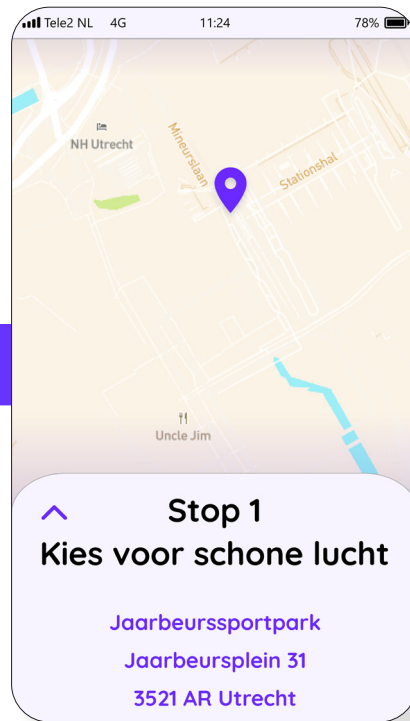 Tele2 NL 4G 11:24 78%
NH Utrecht
Mineurslaan
Stationshal
Uncle Jim
Stop 1
Kies voor schone lucht
Jaarbeurssportpark
Jaarbeursplein 31
3521 AR Utrecht